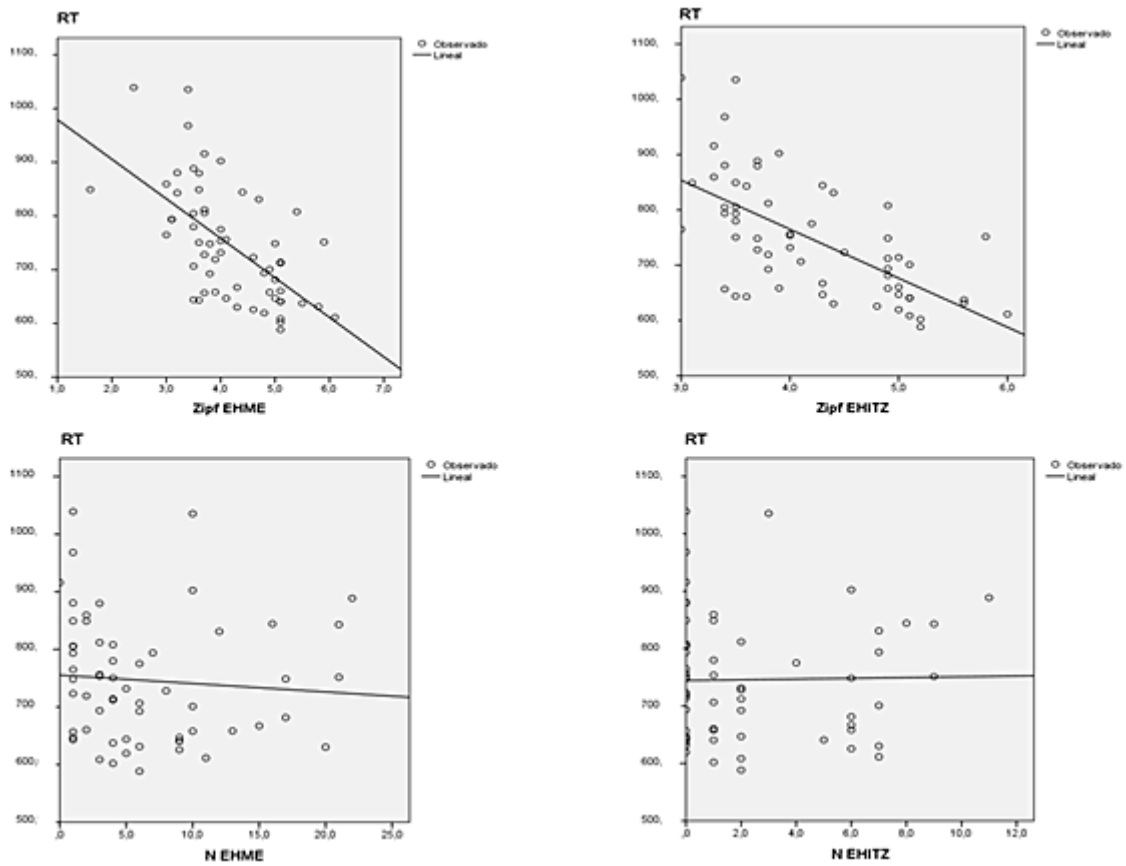 RT
Observado
Lineal
1100,
1000,
900,
800,
700,
600,
500,
1,0 2,0 3,0 4,0 5,0 6,0 7,0
Zipf EHME
RT
Observado
Lineal
1100,
1000,
900,
800,
700,
600,
500,
3,0 4,0 5,0 6,0
Zipf EHITZ
RT
Observado
Lineal
1100,
1000,
900,
800,
700,
600,
500,
,0 5,0 10,0 15,0 20,0 25,0
N EHME
RT
Observado
Lineal
1100,
1000,
900,
800,
700,
600,
500,
,0 2,0 4,0 6,0 8,0 10,0 12,0
N EHITZ